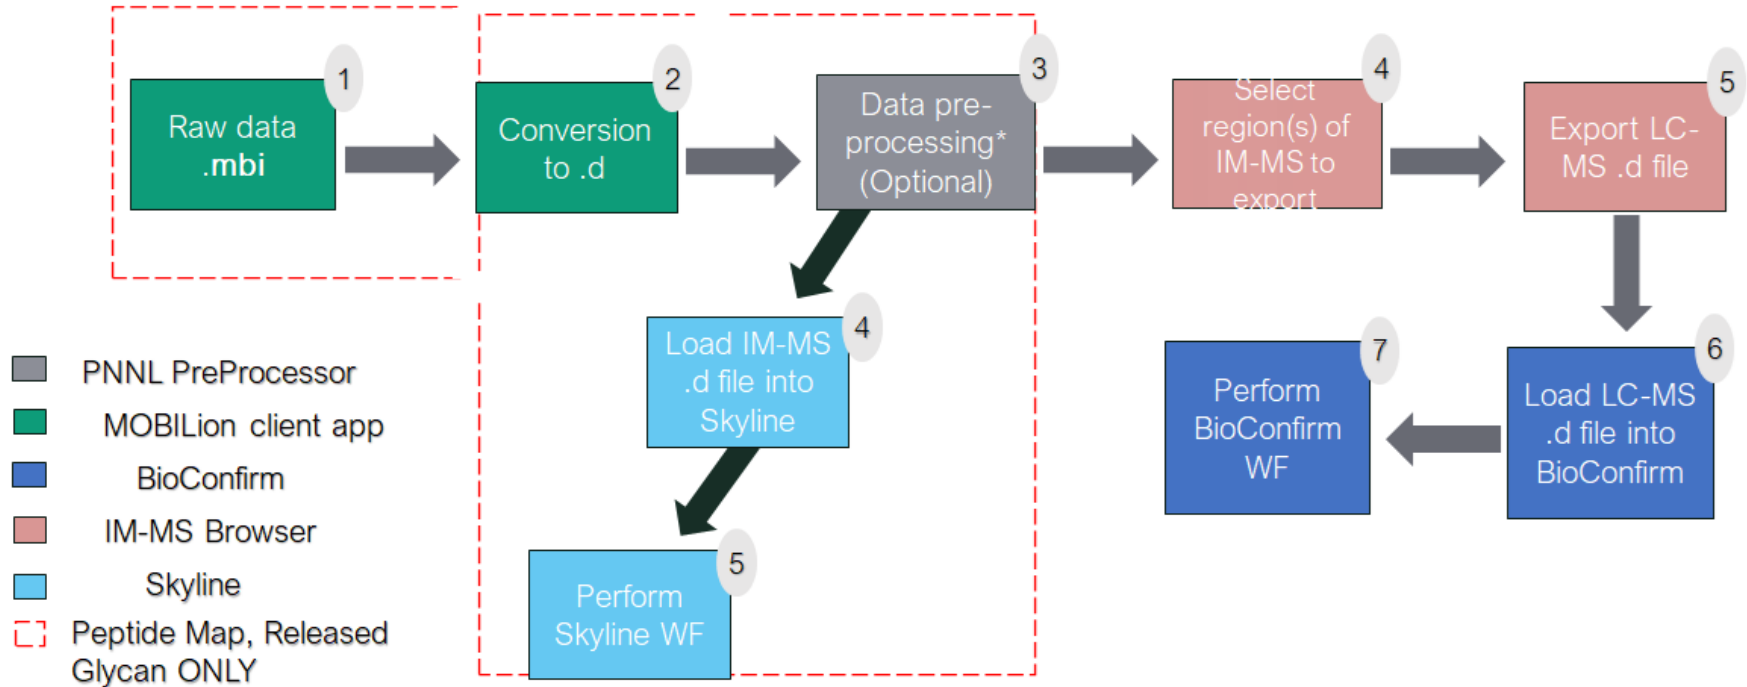 1
Raw data
.mbi
2
Conversion
to .d
3
Data pre-
processing*
(Optional)
4
Select
region(s) of
IM-MS to
export
5
Export LC-
MS .d file
4
Load IM-MS
.d file into
Skyline
5
Perform
Skyline WF
6
Load LC-MS
.d file into
BioConfirm
7
Perform
BioConfirm
WF
PNNL PreProcessor
MOBILion client app
BioConfirm
IM-MS Browser
Skyline
Peptide Map, Released
Glycan ONLY